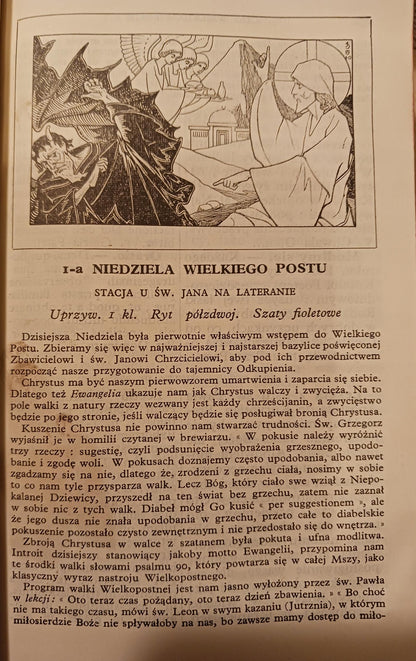 1-a NIEDZIELA WIELKIEGO POSTU
STACJA U ŚW. JANA NA LATERANIE
Uprzyw. 1 kl. Ryt półzdwoj. Szaty fioletowe
Dzisiejsza Niedziela była pierwotnie właściwym wstępem do Wielkiego
Postu. Zbieramy się więc w najważniejszej i najstarszej bazylice poświęconej
Zbawicielowi i św. Janowi Chrzcicielowi, aby pod ich przewodnictwem
rozpocząć nasze przygotowanie do tajemnicy Odkupienia.
Chrystus ma być naszym pierwowzorem umartwienia i zaparcia się siebie.
Dlatego też Ewangelia ukazuje nam jak Chrystus walczy i zwycięża. Na to
pole walki z natury rzeczy wezwany jest każdy chrześcijanin, a zwycięstwo
będzie po jego stronie, jeśli walczący będzie się posługiwał bronią Chrystusa.
Kuszenie Chrystusa nie powinno nam stwarzać trudności. Św. Grzegorz
wyjaśnił je w homilii czytanej w brewiarzu. « W pokusie należy wyróżnić
trzy rzeczy : sugestię, czyli podsunięcie wyobrażenia grzesznego, upodo-
banie i zgodę woli. W pokusach doznajemy często upodobania, albo nawet
zgadzamy się na nie, dlatego że, zrodzeni z grzechu ciała, nosimy w sobie
to co nam tyle przysparza walk. Lecz Bóg, który ciało swe wziął z Niepo-
kalanej Dziewicy, przyszedł na ten świat bez grzechu, zatem nie zaznał
w sobie nic z tych walk. Diabeł mógł Go kusić « per suggestionem », ale
że jego dusza nie znała upodobania w grzechu, przeto całe to diabelskie
pokuszenie pozostało czysto zewnętrznym i nie przedostało się do wnętrza. »
Zbroją Chrystusa w walce z szatanem była pokuta i ufna modlitwa.
Introit dzisiejszy stanowiący jakoby motto Ewangelii, przypomina nam
te środki walki słowami psalmu 90, który powtarza się w całej Mszy, jako
klasyczny wyraz nastroju Wielkopostnego.
Program walki Wielkopostnej jest nam jasno wyłożony przez św. Pawła
w lekcji: « Oto teraz czas pożądany, oto teraz dzień zbawienia. » « Bo choć
nie ma takiego czasu, mówi św. Leon w swym kazaniu (Jutrznia), w którym
miłosierdzie Boże nie spływałoby na nas, bo zawsze mamy dostęp do miło-